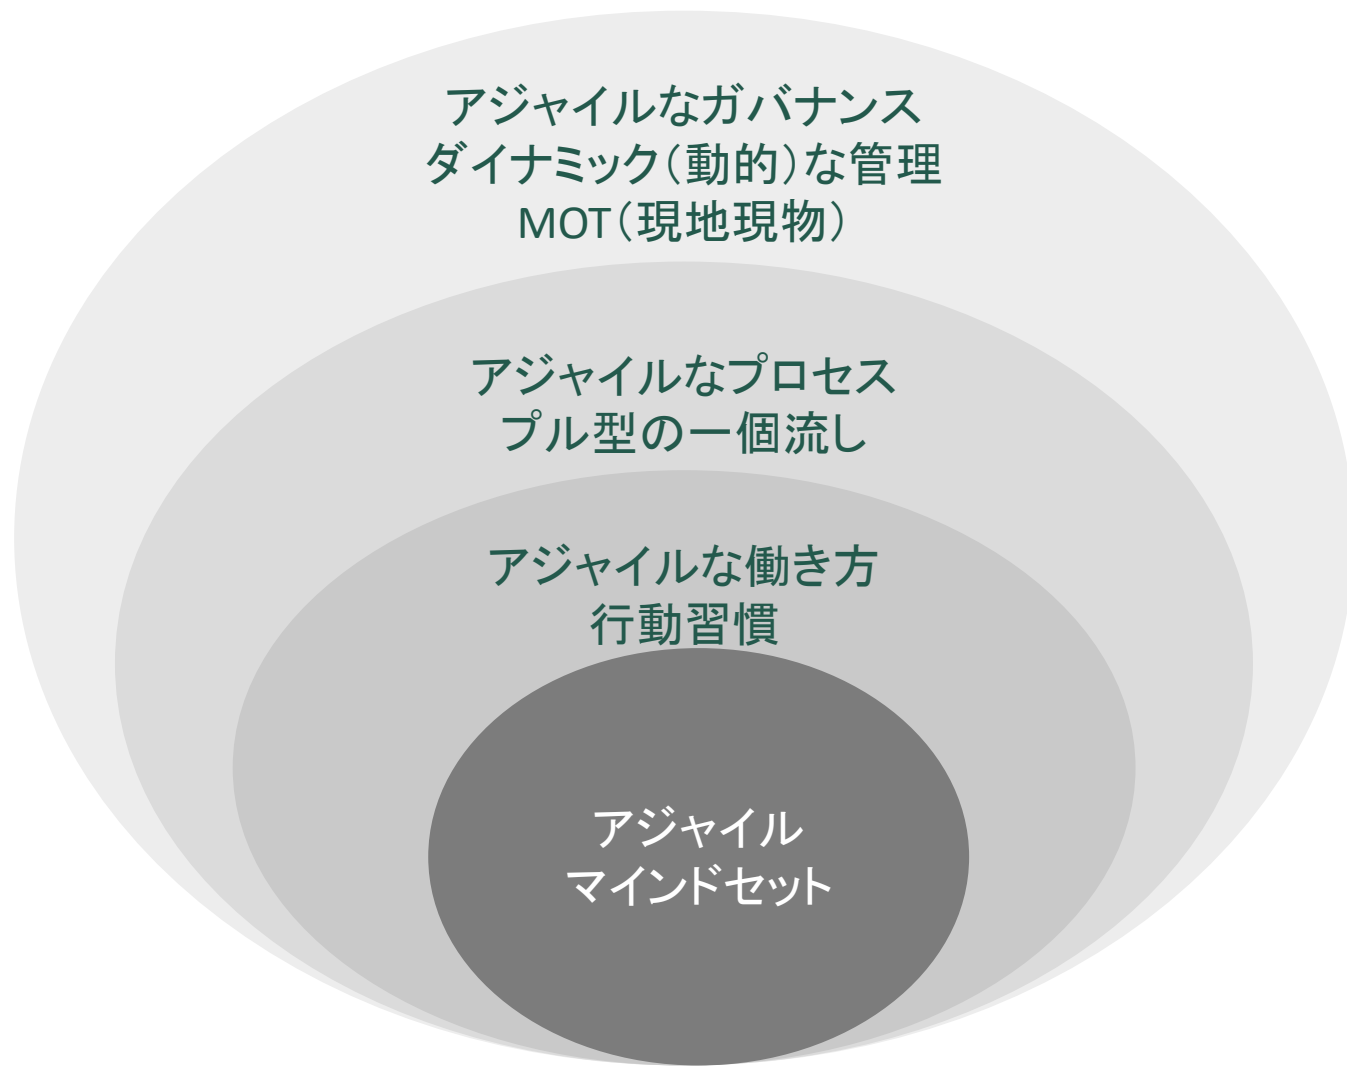 アジャイルなガバナンス
ダイナミック（動的）な管理
MOT（現地現物）
アジャイルなプロセス
プル型の一個流し
アジャイルな働き方
行動習慣
アジャイル
マインドセット